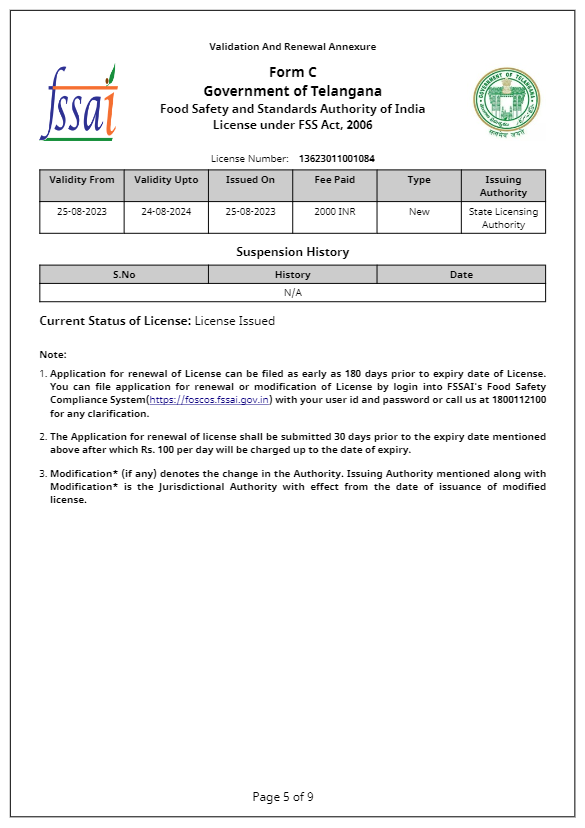 Validation And Renewal Annexure
fssai
Form C
Government of Telangana
Food Safety and Standards Authority of India
License under FSS Act, 2006
GOVERNMENT OF TELANGANA
सत्यमेव जयते
License Number: 13623011001084
Validity From Validity Upto Issued On Fee Paid Type Issuing Authority
25-08-2023 24-08-2024 25-08-2023 2000 INR New State Licensing Authority
Suspension History
S.No History Date
N/A
Current Status of License: License Issued
Note:
1. Application for renewal of License can be filed as early as 180 days prior to expiry date of License.
You can file application for renewal or modification of License by login into FSSAI's Food Safety
Compliance System(https://foscos.fssai.gov.in) with your user id and password or call us at 1800112100
for any clarification.
2. The Application for renewal of license shall be submitted 30 days prior to the expiry date mentioned
above after which Rs. 100 per day will be charged up to the date of expiry.
3. Modification* (if any) denotes the change in the Authority. Issuing Authority mentioned along with
Modification* is the Jurisdictional Authority with effect from the date of issuance of modified
license.
Page 5 of 9